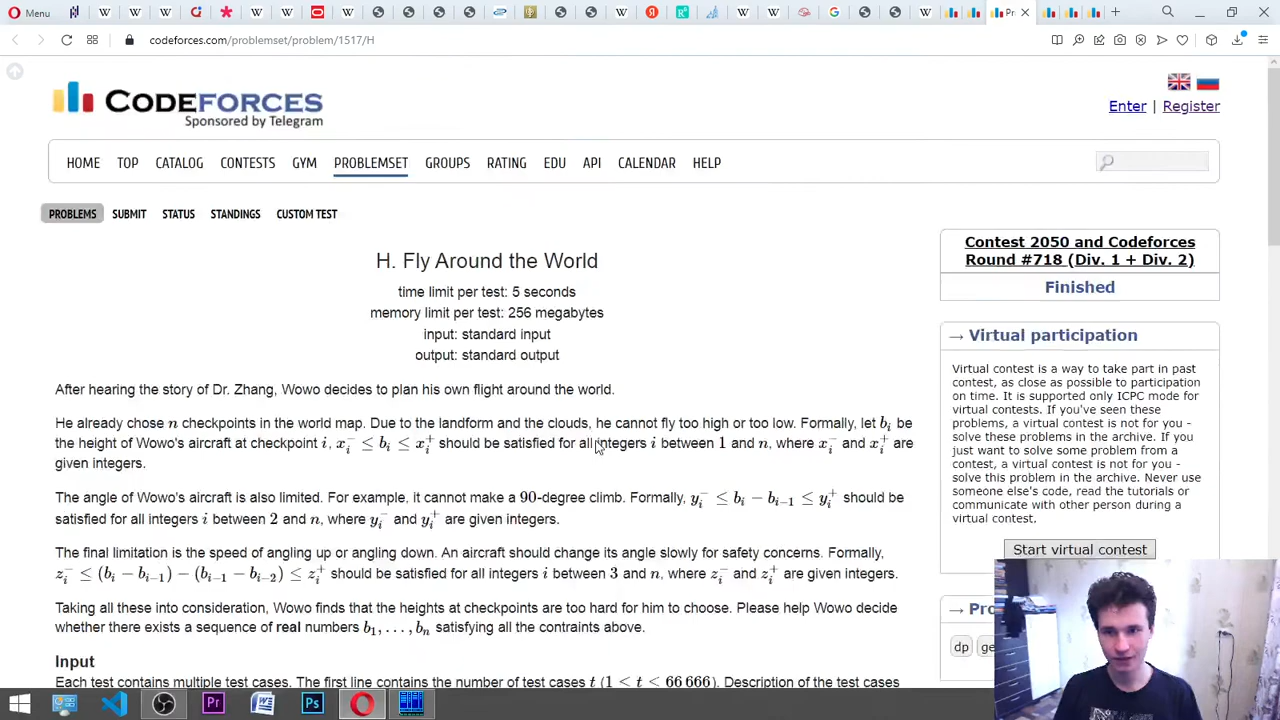 Menu
Pr
codeforces.com/problemset/problem/1517/H
CODEFORCES
Sponsored by Telegram
Enter | Register
HOME TOP CATALOG CONTESTS GYM PROBLEMSET GROUPS RATING EDU API CALENDAR HELP
PROBLEMS SUBMIT STATUS STANDINGS CUSTOM TEST
H. Fly Around the World
time limit per test: 5 seconds
memory limit per test: 256 megabytes
input: standard input
output: standard output
After hearing the story of Dr. Zhang, Wowo decides to plan his own flight around the world.
He already chose n checkpoints in the world map. Due to the landform and the clouds, he cannot fly too high or too low. Formally, let b_i be
the height of Wowo's aircraft at checkpoint i, x_i^- ≤ b_i ≤ x_i^+ should be satisfied for all integers i between 1 and n, where x_i^- and x_i^+ are
given integers.
The angle of Wowo's aircraft is also limited. For example, it cannot make a 90-degree climb. Formally, y_i^- ≤ b_i − b_{i−1} ≤ y_i^+ should be
satisfied for all integers i between 2 and n, where y_i^- and y_i^+ are given integers.
The final limitation is the speed of angling up or angling down. An aircraft should change its angle slowly for safety concerns. Formally,
z_i^- ≤ (b_i − b_{i−1}) − (b_{i−1} − b_{i−2}) ≤ z_i^+ should be satisfied for all integers i between 3 and n, where z_i^- and z_i^+ are given integers.
Taking all these into consideration, Wowo finds that the heights at checkpoints are too hard for him to choose. Please help Wowo decide
whether there exists a sequence of real numbers b_1, . . . , b_n satisfying all the contraints above.
Input
Each test contains multiple test cases. The first line contains the number of test cases t (1 ≤ t ≤ 66 666). Description of the test cases
Contest 2050 and Codeforces
Round #718 (Div. 1 + Div. 2)
Finished
→ Virtual participation
Virtual contest is a way to take part in past
contest, as close as possible to participation
on time. It is supported only ICPC mode for
virtual contests. If you've seen these
problems, a virtual contest is not for you -
solve these problems in the archive. If you
just want to solve some problem from a
contest, a virtual contest is not for you -
solve this problem in the archive. Never use
someone else's code, read the tutorials or
communicate with other person during a
virtual contest.
Start virtual contest
→ Pro
dp ge
Pr W Ps